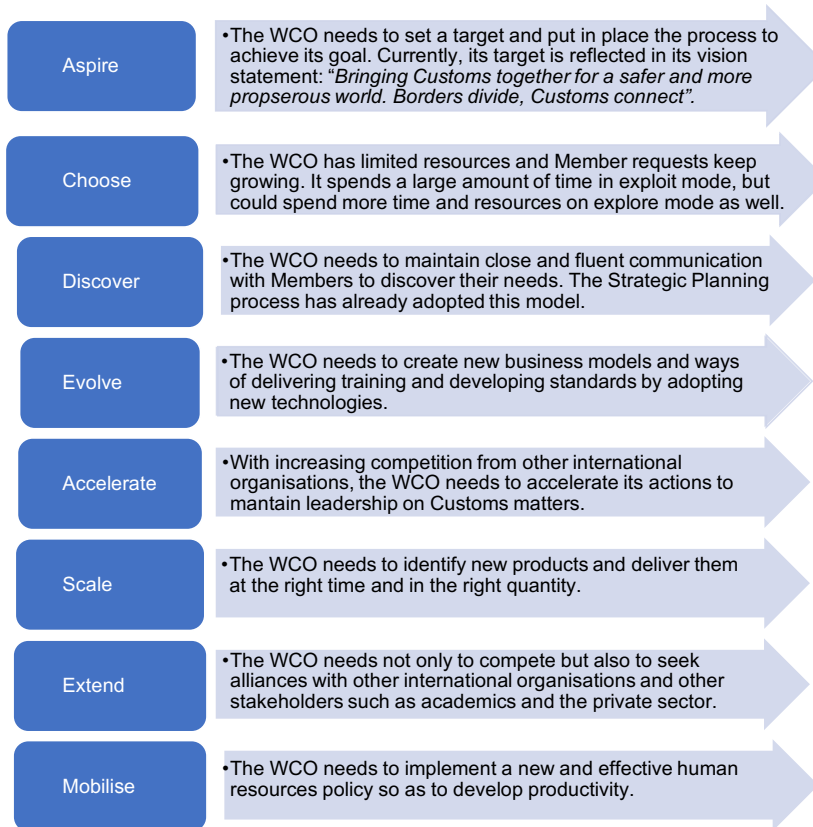 Aspire
•The WCO needs to set a target and put in place the process to
achieve its goal. Currently, its target is reflected in its vision
statement: “Bringing Customs together for a safer and more
propserous world. Borders divide, Customs connect”.
Choose
•The WCO has limited resources and Member requests keep
growing. It spends a large amount of time in exploit mode, but
could spend more time and resources on explore mode as well.
Discover
•The WCO needs to maintain close and fluent communication
with Members to discover their needs. The Strategic Planning
process has already adopted this model.
Evolve
•The WCO needs to create new business models and ways
of delivering training and developing standards by adopting
new technologies.
Accelerate
•With increasing competition from other international
organisations, the WCO needs to accelerate its actions to
mantain leadership on Customs matters.
Scale
•The WCO needs to identify new products and deliver them
at the right time and in the right quantity.
Extend
•The WCO needs not only to compete but also to seek
alliances with other international organisations and other
stakeholders such as academics and the private sector.
Mobilise
•The WCO needs to implement a new and effective human
resources policy so as to develop productivity.